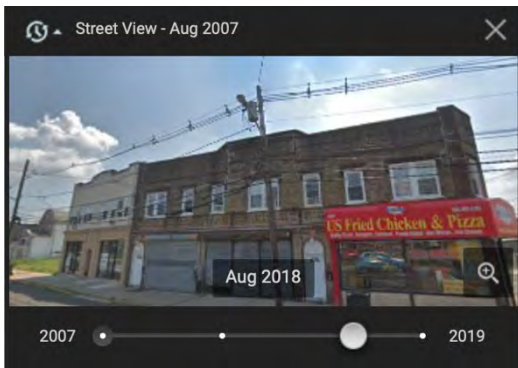 Street View - Aug 2007
US Fried Chicken & Pizza
Aug 2018
2007
2019